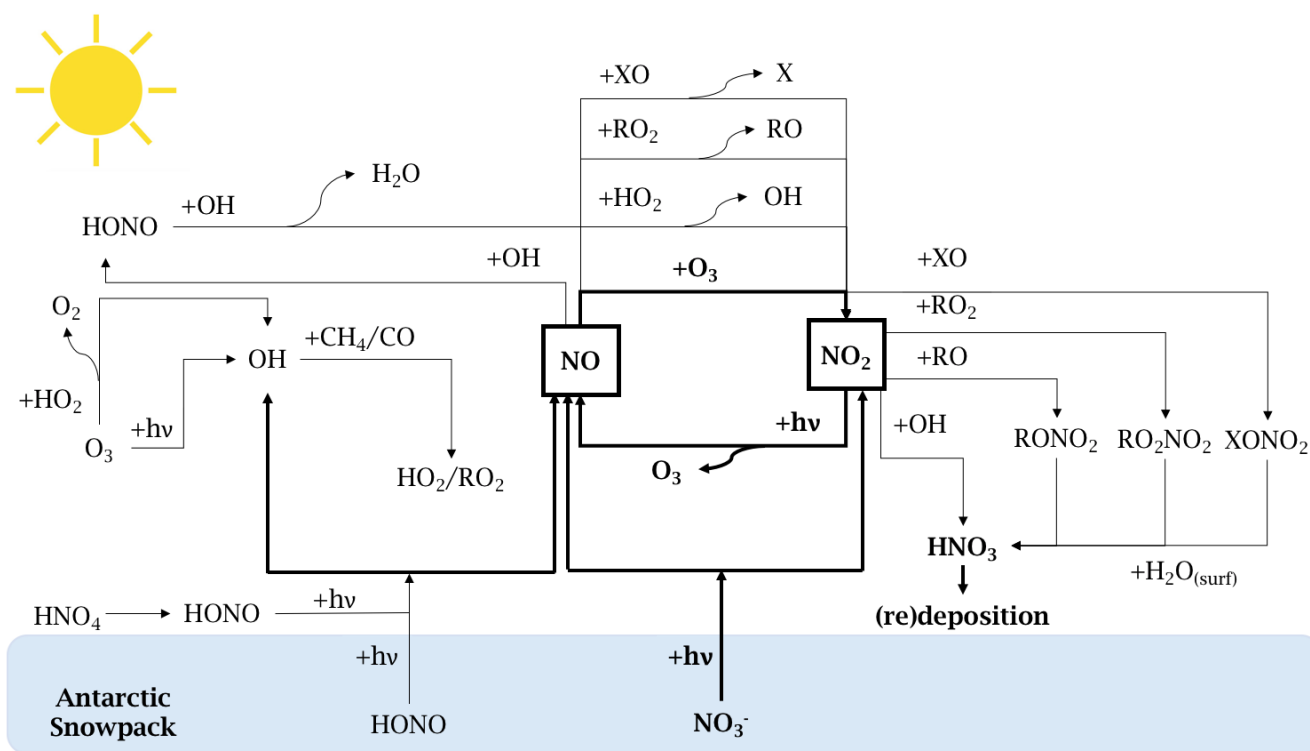 +XO
X
+RO₂
RO
H₂O
+OH
+HO₂
OH
HONO
+OH
+O₃
+XO
O₂
+RO₂
+CH₄/CO
OH
NO
NO₂
+RO
+HO₂
+hν
+hν
+OH
O₃
RONO₂
RO₂NO₂
XONO₂
HO₂/RO₂
O₃
HNO₃
+H₂O(surf)
HNO₄
HONO
+hν
(re)deposition
+hν
+hν
Antarctic
Snowpack
HONO
NO₃⁻